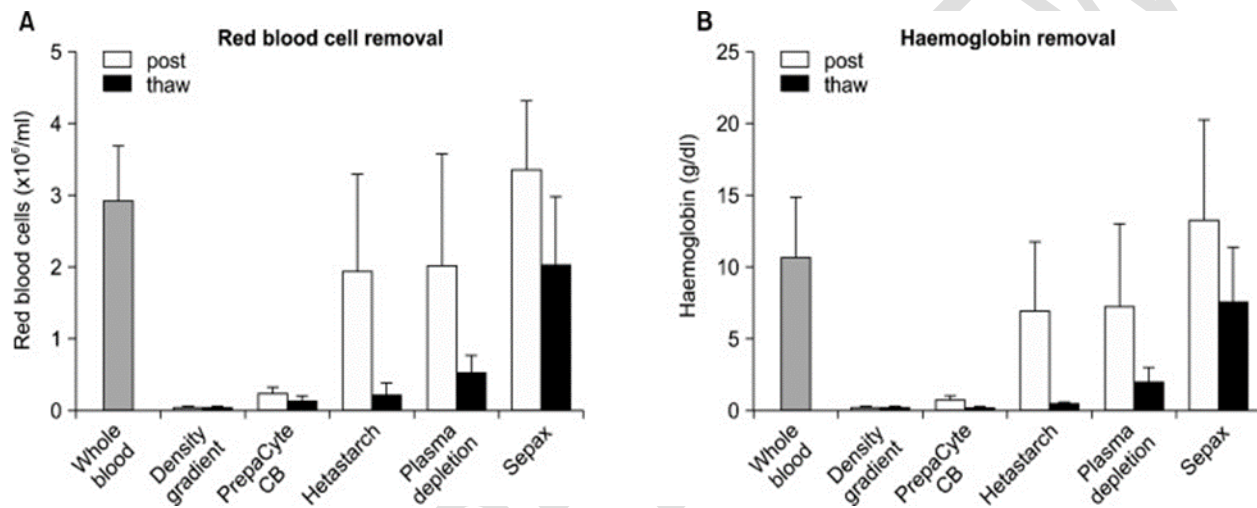 A
Red blood cell removal
post
thaw
Red blood cells (x10⁶/ml)
5
4
3
2
1
0
Whole
blood
Density
gradient
PrepaCyte
CB
Hetastarch
Plasma
depletion
Sepax
B
Haemoglobin removal
post
thaw
Haemoglobin (g/dl)
25
20
15
10
5
0
Whole
blood
Density
gradient
PrepaCyte
CB
Hetastarch
Plasma
depletion
Sepax